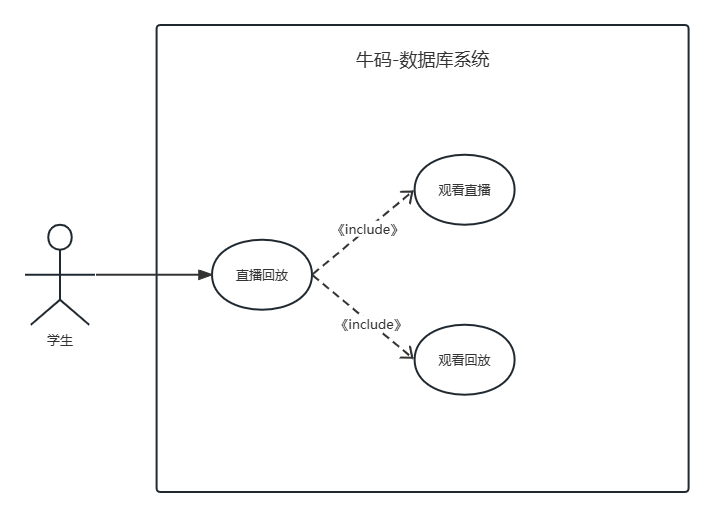 牛码-数据库系统
观看直播
《include》
直播回放
《include》
学生
观看回放